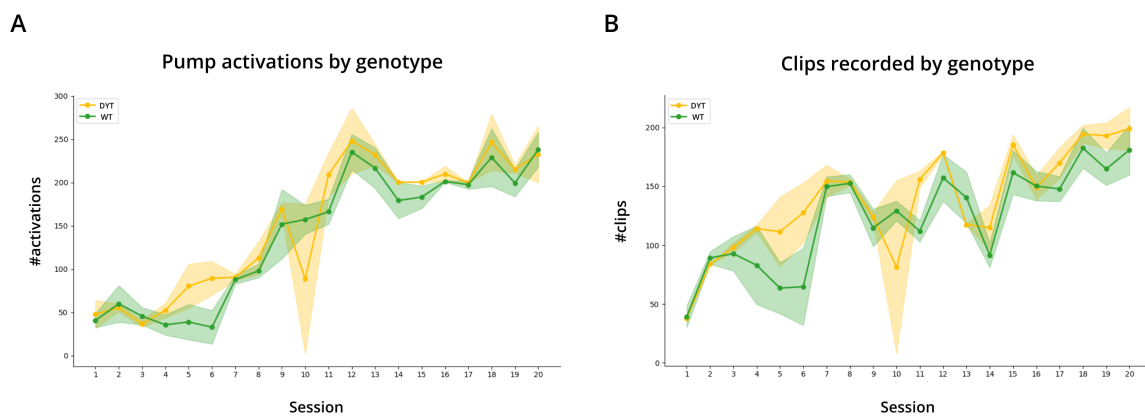 A
Pump activations by genotype
DYT
WT
300
250
200
150
100
50
0
#activations
1 2 3 4 5 6 7 8 9 10 11 12 13 14 15 16 17 18 19 20
Session
B
Clips recorded by genotype
DYT
WT
200
150
100
50
0
#clips
1 2 3 4 5 6 7 8 9 10 11 12 13 14 15 16 17 18 19 20
Session